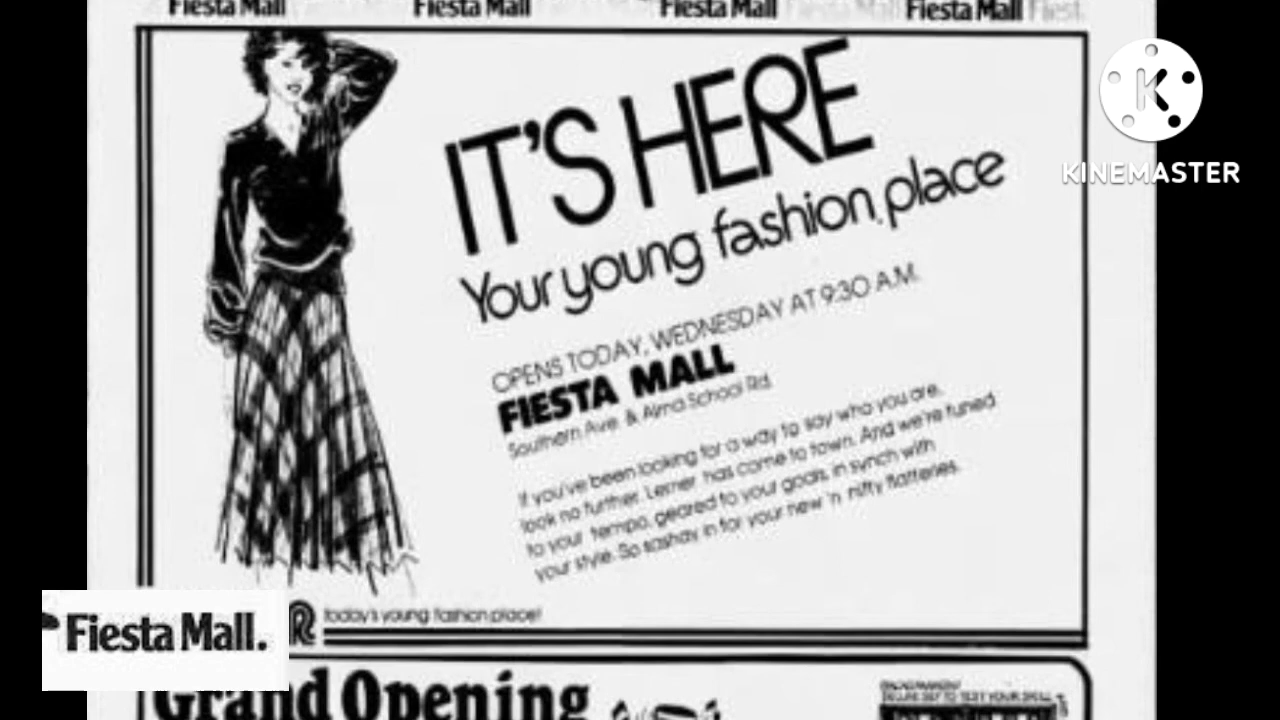 Fiesta Mall Fiesta Mall Fiesta Mall Fiesta Mall Fiest.
KINEMASTER
IT'S HERE
Your young fashion place
OPENS TODAY, WEDNESDAY AT 9:30 A.M.
FIESTA MALL
Southern Ave. & Alma School Rd.
If you've been looking for a way to say who you are,
look no further. Lerner has come to town. And we're tuned
to your tempo, geared to your goals, in synch with
your style. So sashay in for your new 'n nifty flatteries.
R today's young fashion place!
Fiesta Mall.
Grand Opening